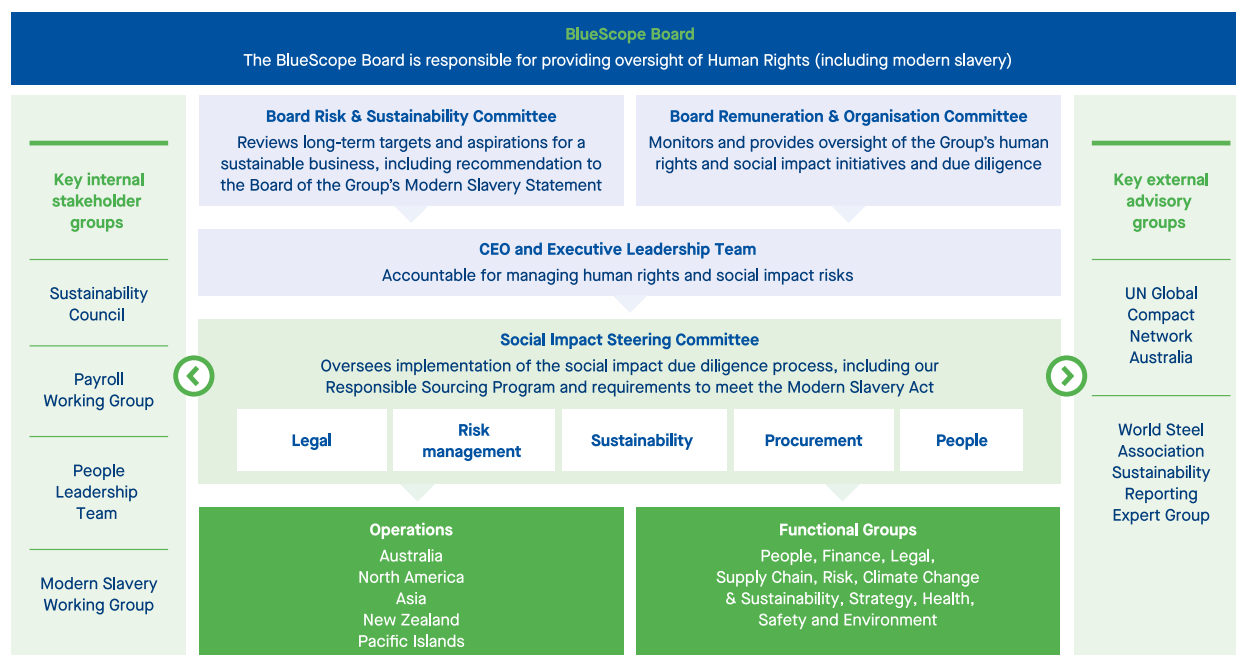 BlueScope Board
The BlueScope Board is responsible for providing oversight of Human Rights (including modern slavery)
Key internal
stakeholder
groups
Sustainability
Council
Payroll
Working Group
People
Leadership
Team
Modern Slavery
Working Group
Board Risk & Sustainability Committee
Reviews long-term targets and aspirations for a
sustainable business, including recommendation to
the Board of the Group's Modern Slavery Statement
Board Remuneration & Organisation Committee
Monitors and provides oversight of the Group's human
rights and social impact initiatives and due diligence
CEO and Executive Leadership Team
Accountable for managing human rights and social impact risks
Social Impact Steering Committee
Oversees implementation of the social impact due diligence process, including our
Responsible Sourcing Program and requirements to meet the Modern Slavery Act
Legal
Risk
management
Sustainability
Procurement
People
Operations
Australia
North America
Asia
New Zealand
Pacific Islands
Functional Groups
People, Finance, Legal,
Supply Chain, Risk, Climate Change
& Sustainability, Strategy, Health,
Safety and Environment
Key external
advisory
groups
UN Global
Compact
Network
Australia
World Steel
Association
Sustainability
Reporting
Expert Group